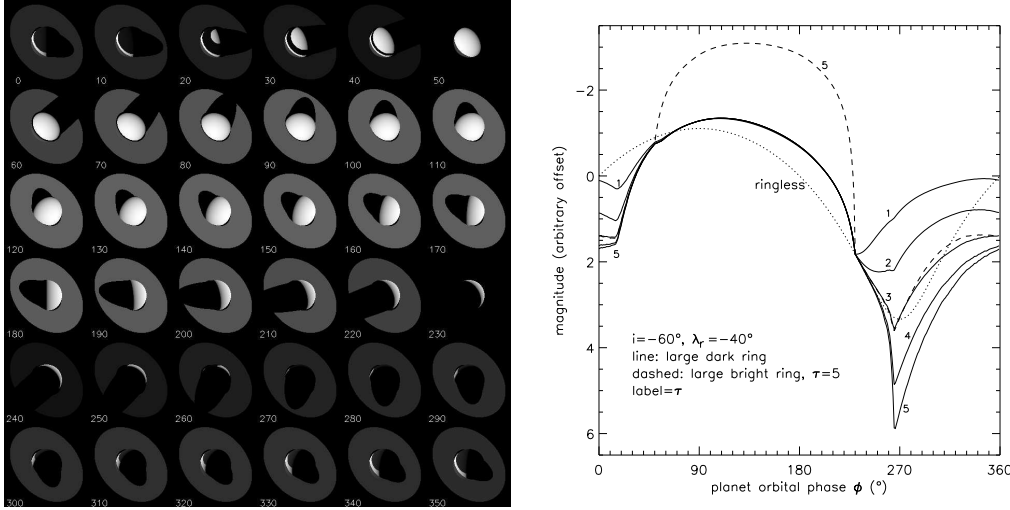 0 10 20 30 40 50
60 70 80 90 100 110
120 130 140 150 160 170
180 190 200 210 220 230
240 250 260 270 280 290
300 310 320 330 340 350
magnitude (arbitrary offset)
−2
0
2
4
6
5
ringless
1
5
1
2
3
4
5
i=−60°, λr=−40°
line: large dark ring
dashed: large bright ring, τ=5
label=τ
0 90 180 270 360
planet orbital phase ϕ (°)